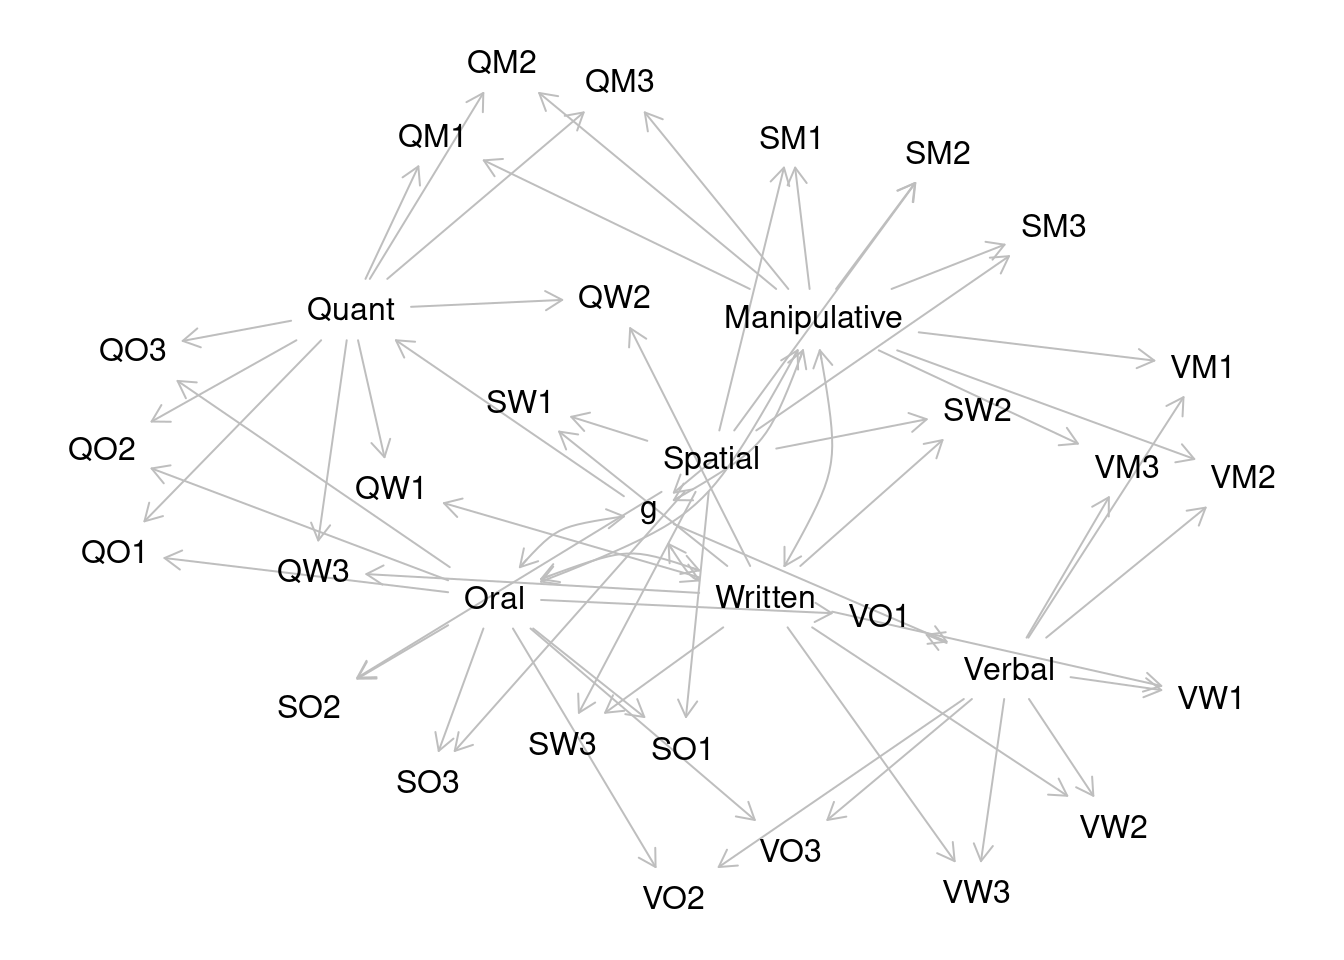 QM2
QM3
QM1
SM1
SM2
SM3
QW2
Quant
Manipulative
QO3
VM1
SW1
SW2
QO2
Spatial
VM3
VM2
QW1
g
QO1
QW3
Oral
Written
VO1
Verbal
VW1
SO2
SW3
SO1
SO3
VW2
VO3
VO2
VW3